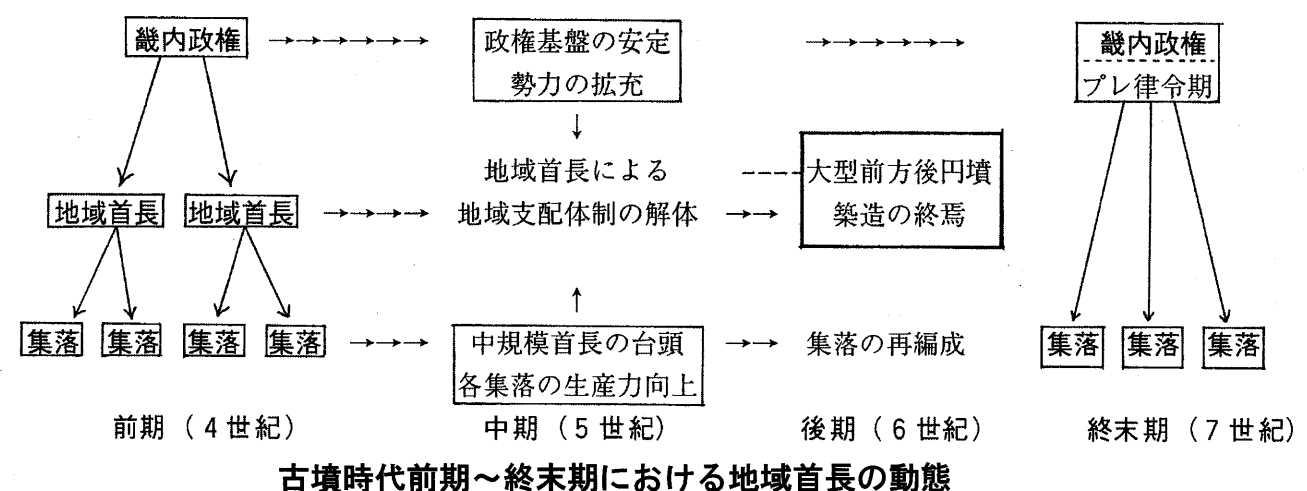 畿内政権
政権基盤の安定
勢力の拡充
畿内政権
プレ律令期
地域首長 地域首長
地域首長による
地域支配体制の解体
大型前方後円墳
築造の終焉
集落 集落 集落 集落
中規模首長の台頭
各集落の生産力向上
集落の再編成
集落 集落 集落
前期（4世紀） 中期（5世紀） 後期（6世紀） 終末期（7世紀）
古墳時代前期～終末期における地域首長の動態